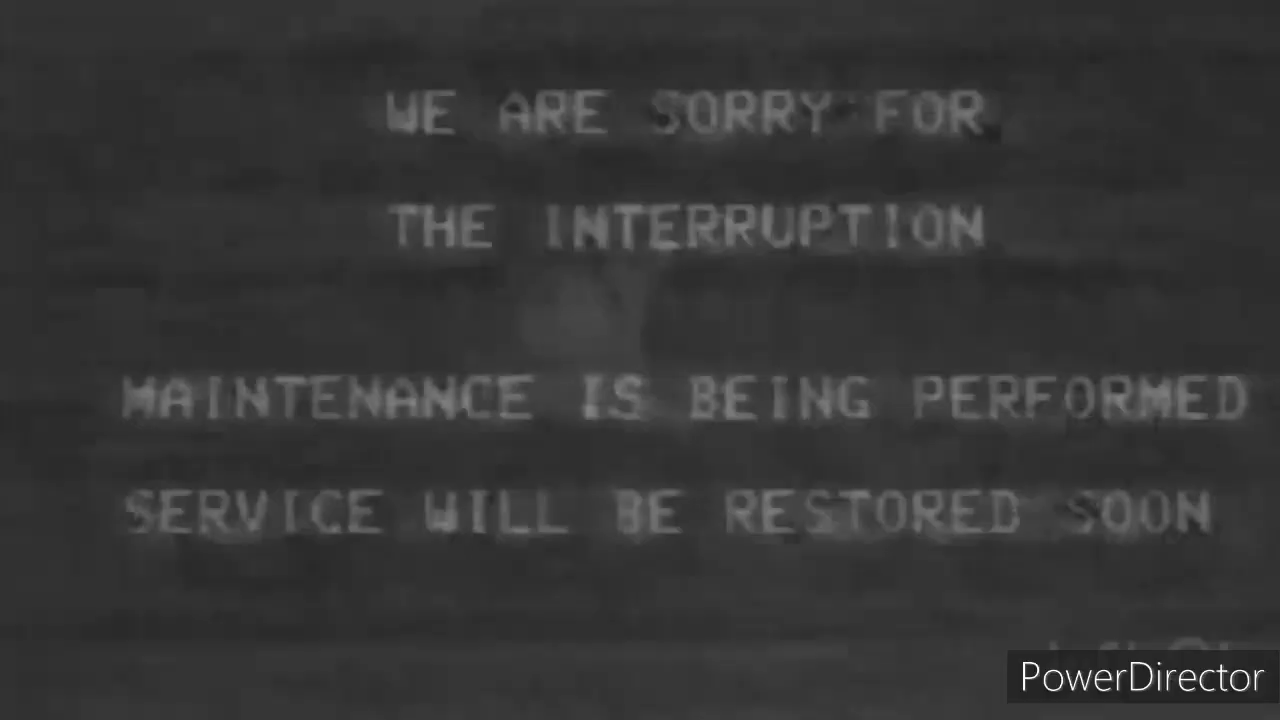 WE ARE SORRY FOR
THE INTERRUPTION
MAINTENANCE IS BEING PERFORMED
SERVICE WILL BE RESTORED SOON
PowerDirector